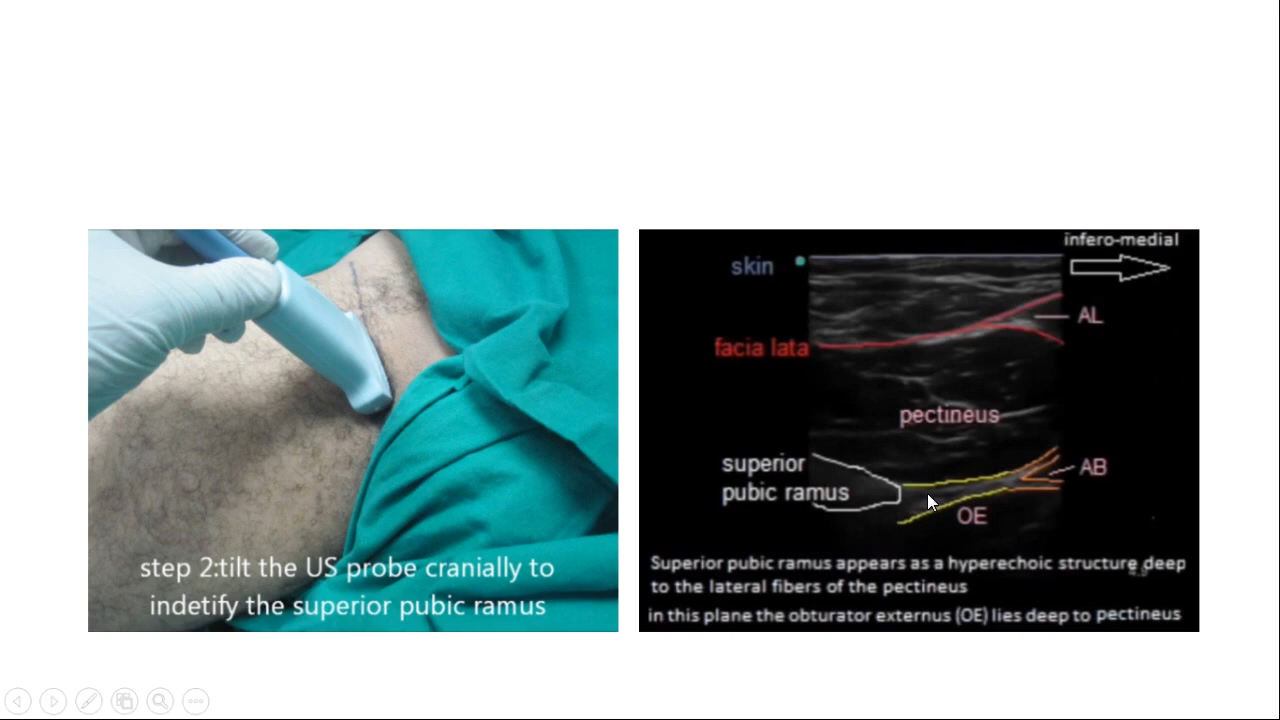 step 2:tilt the US probe cranially to
indetify the superior pubic ramus
infero-medial
skin
AL
facia lata
pectineus
superior
pubic ramus
AB
OE
Superior pubic ramus appears as a hyperechoic structure deep
to the lateral fibers of the pectineus
in this plane the obturator externus (OE) lies deep to pectineus